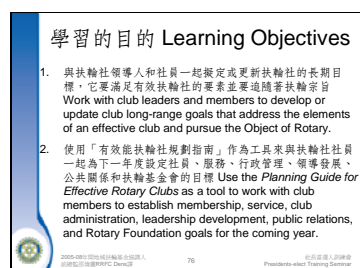 學習的目的 Learning Objectives
1. 與扶輪社領導人和社員一起擬定或更新扶輪社的長期目
標，它要滿足有效扶輪社的要素並要追隨著扶輪宗旨
Work with club leaders and members to develop or
update club long-range goals that address the elements
of an effective club and pursue the Object of Rotary.
2. 使用「有效能扶輪社規劃指南」作為工具來與扶輪社社員
一起為下一年度設定社員、服務、行政管理、領導發展、
公共關係和扶輪基金會的目標 Use the Planning Guide for
Effective Rotary Clubs as a tool to work with club
members to establish membership, service, club
administration, leadership development, public relations,
and Rotary Foundation goals for the coming year.
76
社長當選人訓練會
Presidents-elect Training Seminar